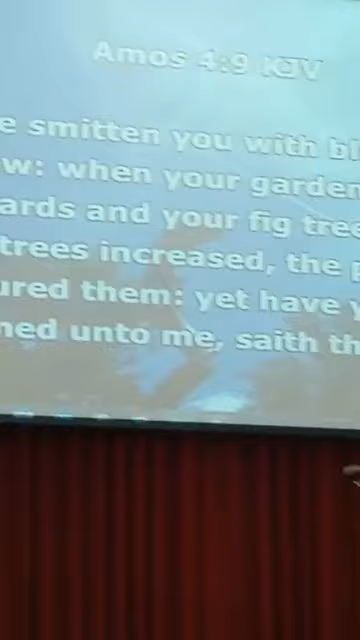 Amos 4:9 KJV
e smitten you with bl
w: when your garden
ards and your fig tree
trees increased, the p
ured them: yet have y
ned unto me, saith th